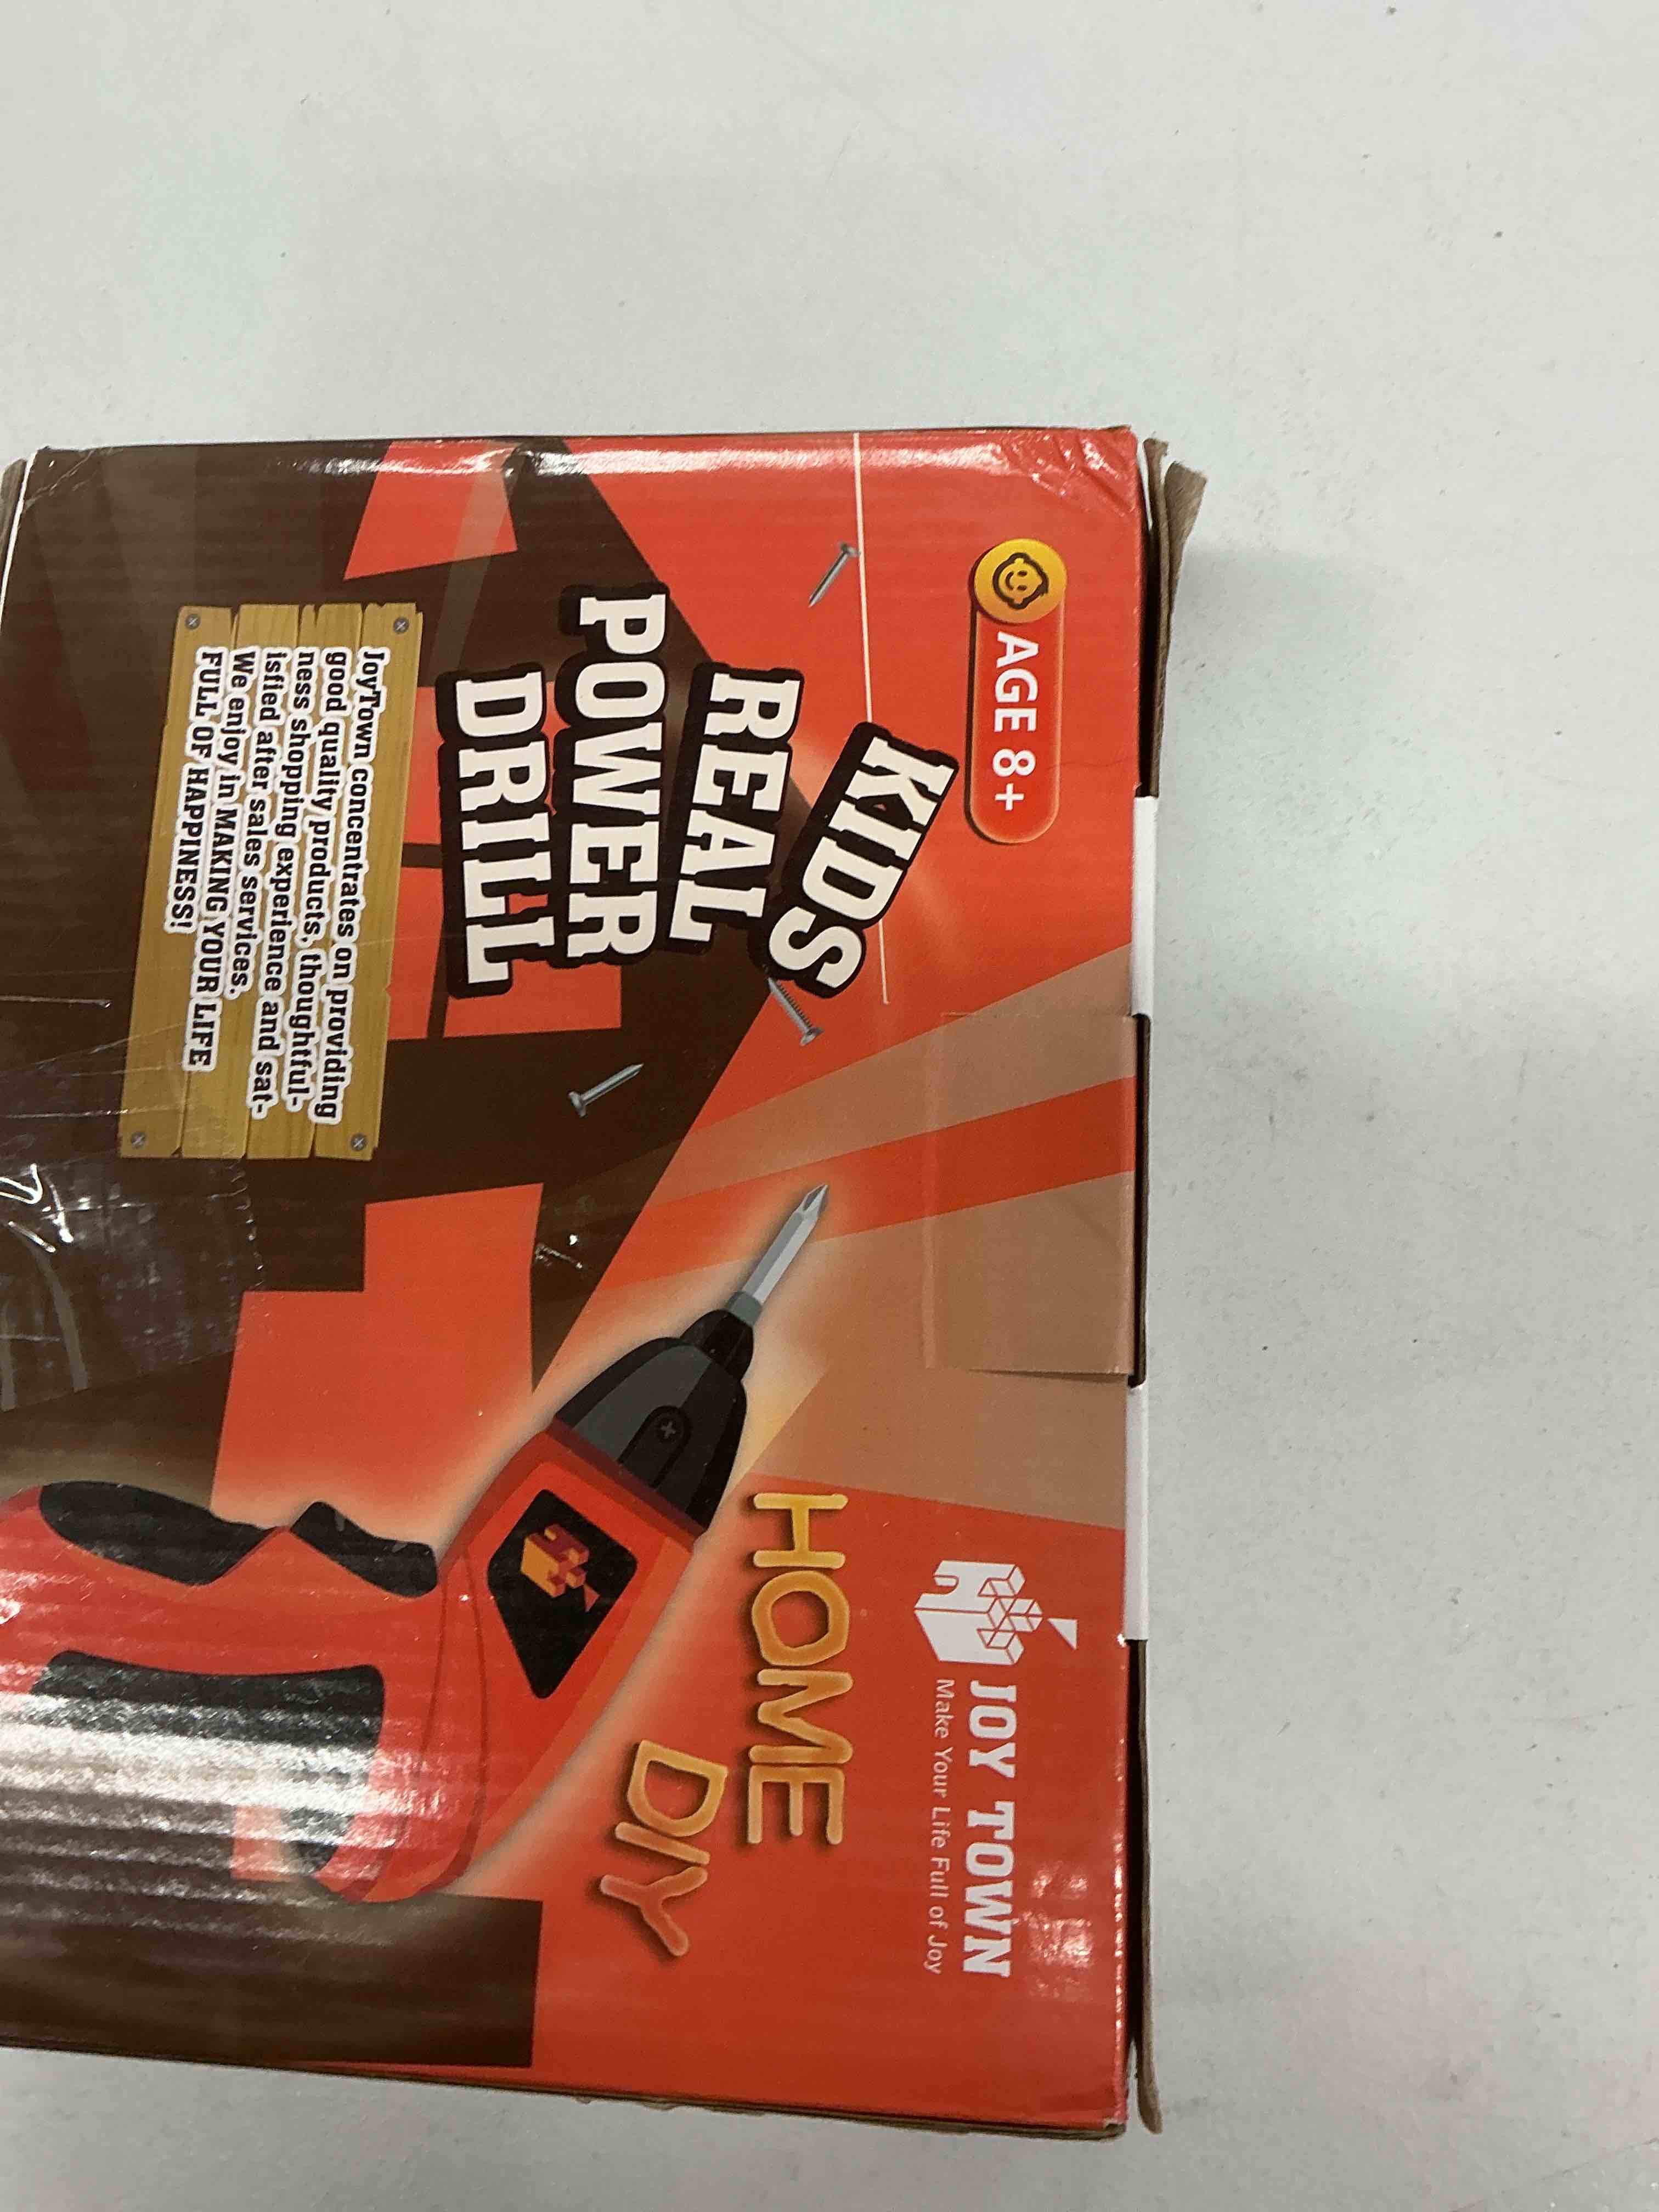 AGE 8+
JOY TOWN
Make Your Life Full of Joy
KIDS
REAL
POWER
DRILL
HOME
DIY
JoyTown concentrates on providing
good quality products, thoughtful-
ness shopping experience and sat-
isfied after sales services.
We enjoy in MAKING YOUR LIFE
FULL OF HAPPINESS!